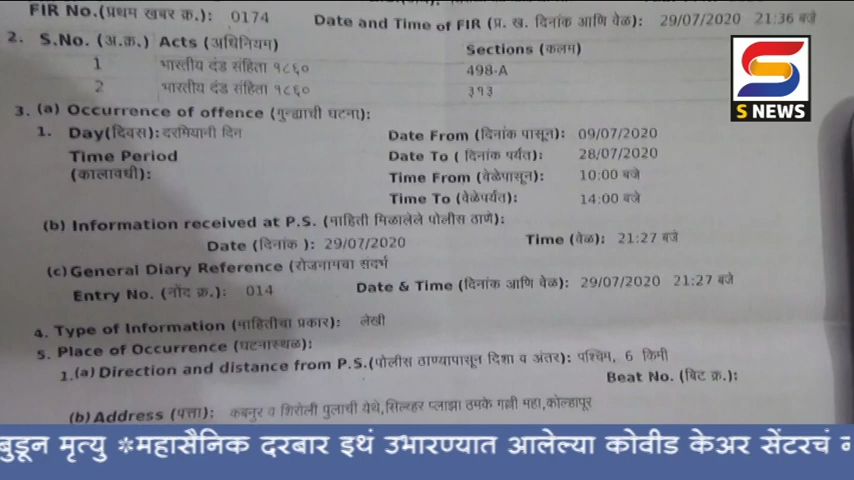 FIR No.(प्रथम खबर क्र.): 0174 Date and Time of FIR (प्र. ख. दिनांक आणि वेळ): 29/07/2020 21:36 बजे
2. S.No. (अ.क्र.) Acts (अधिनियम) Sections (कलम)
1 भारतीय दंड संहिता १८६० 498-A
2 भारतीय दंड संहिता १८६० ३१३
S NEWS
3. (a) Occurrence of offence (गुन्ह्याची घटना):
1. Day(दिवस): दरमियानी दिन Date From (दिनांक पासून): 09/07/2020
Time Period Date To ( दिनांक पर्यंत): 28/07/2020
(कालावधी): Time From (वेळेपासून): 10:00 बजे
Time To (वेळेपर्यंत): 14:00 बजे
(b) Information received at P.S. (माहिती मिळालेले पोलीस ठाणे):
Date (दिनांक ): 29/07/2020 Time (वेळ): 21:27 बजे
(c) General Diary Reference (रोजनामचा संदर्भ
Entry No. (नोंद क्र.): 014 Date & Time (दिनांक आणि वेळ): 29/07/2020 21:27 बजे
4. Type of Information (माहितीचा प्रकार): लेखी
5. Place of Occurrence (घटनास्थळ):
1.(a) Direction and distance from P.S.(पोलीस ठाण्यापासून दिशा व अंतर): पश्चिम, 6 किमी
Beat No. (बिट क्र.):
(b) Address (पत्ता): कबनुर व शिरोली पुलाची येथे,सिल्व्हर प्लाझा ठमके गल्ली महा,कोल्हापूर
बुडून मृत्यु ✻महासैनिक दरबार इथं उभारण्यात आलेल्या कोवीड केअर सेंटरचं